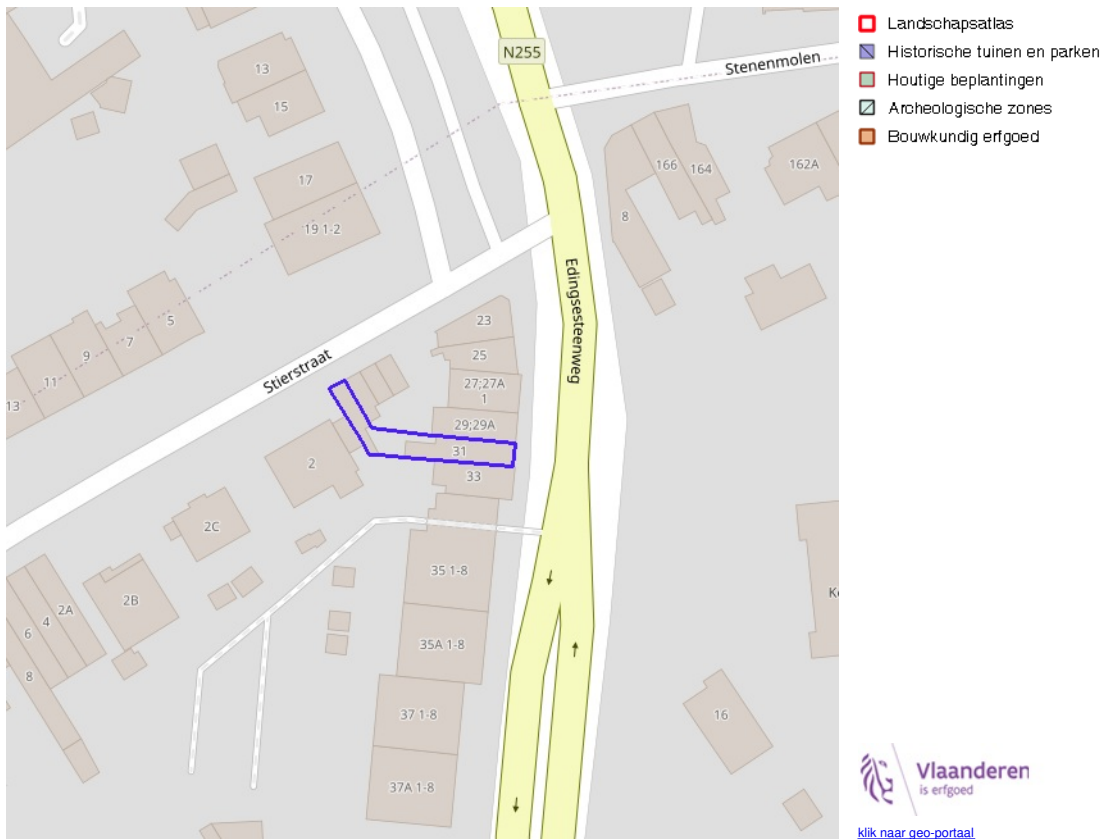 N255
Stenenmolen
13
15
17
19 1-2
166
164
162A
8
Edingsesteenweg
5
7
9
11
13
Stierstraat
23
25
27;27A
1
29;29A
31
33
2
2C
2B
2A
4
6
8
35 1-8
35A 1-8
37 1-8
37A 1-8
16
Landschapsatlas
Historische tuinen en parken
Houtige beplantingen
Archeologische zones
Bouwkundig erfgoed
Vlaanderen
is erfgoed
klik naar geo-portaal